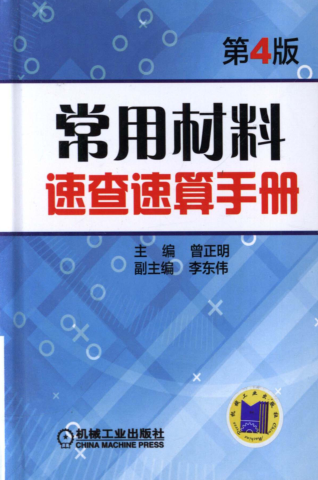 第4版
常用材料
速查速算手册
主 编 曾正明
副主编 李东伟
机械工业出版社
CHINA MACHINE PRESS